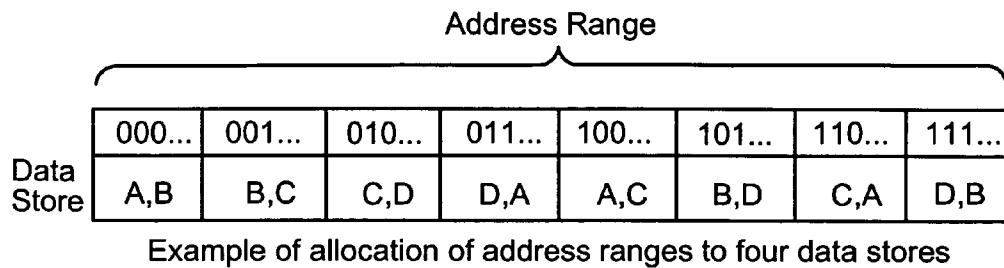 Address Range
000... 001... 010... 011... 100... 101... 110... 111...
Data
Store
A,B B,C C,D D,A A,C B,D C,A D,B
Example of allocation of address ranges to four data stores